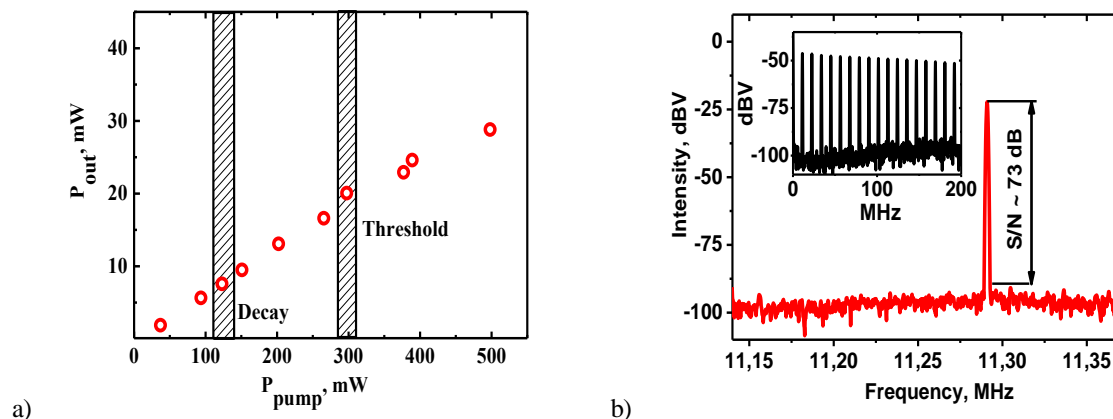 40
30
20
10
P_out, mW
Threshold
Decay
0 100 200 300 400 500
P_pump, mW
a)
0
-25
-50
-75
-100
Intensity, dBV
-50
-75
-100
dBV
0 100 200
MHz
S/N ~ 73 dB
11,15 11,20 11,25 11,30 11,35
Frequency, MHz
b)